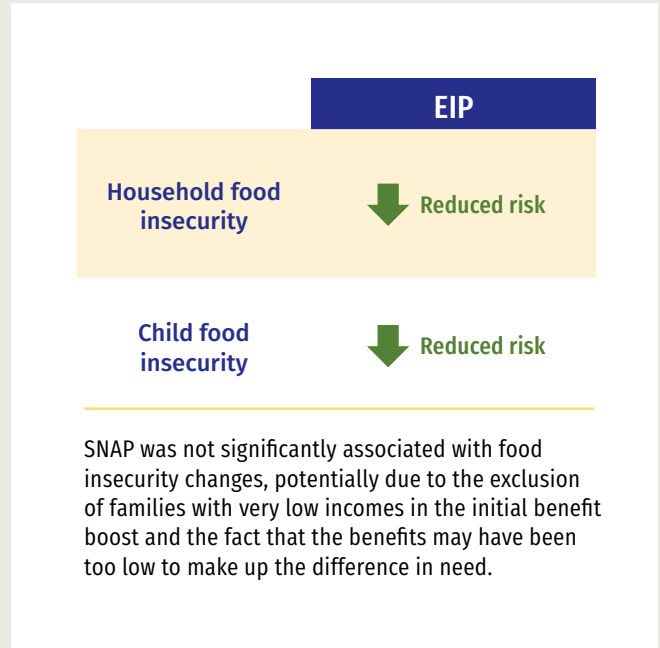 EIP
Household food
insecurity
Reduced risk
Child food
insecurity
Reduced risk
SNAP was not significantly associated with food
insecurity changes, potentially due to the exclusion
of families with very low incomes in the initial benefit
boost and the fact that the benefits may have been
too low to make up the difference in need.